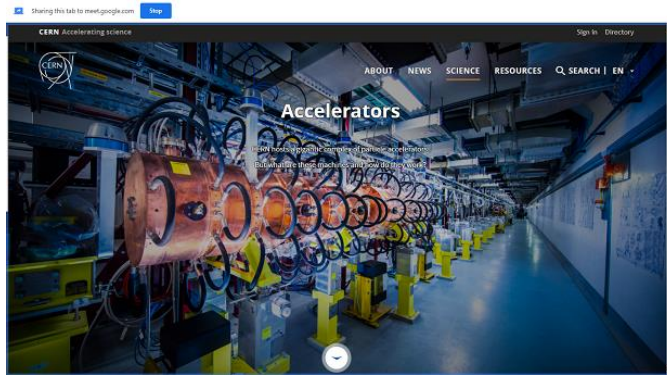 Sharing this tab to meet.google.com Stop
CERN Accelerating science Sign in Directory
CERN
ABOUT NEWS SCIENCE RESOURCES SEARCH | EN
Accelerators
CERN hosts a gigantic complex of particle accelerators.
But what are these machines and how do they work?